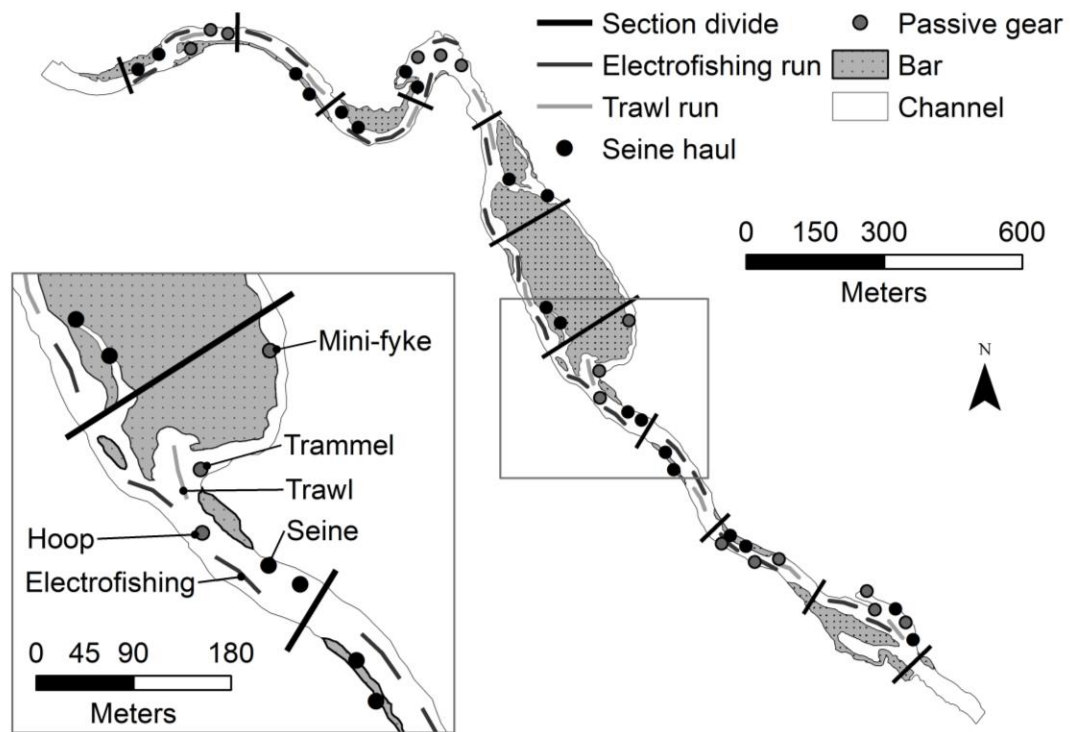 Section divide
Electrofishing run
Trawl run
Seine haul
Passive gear
Bar
Channel
0 150 300 600
Meters
N
Mini-fyke
Trammel
Trawl
Seine
Hoop
Electrofishing
0 45 90 180
Meters